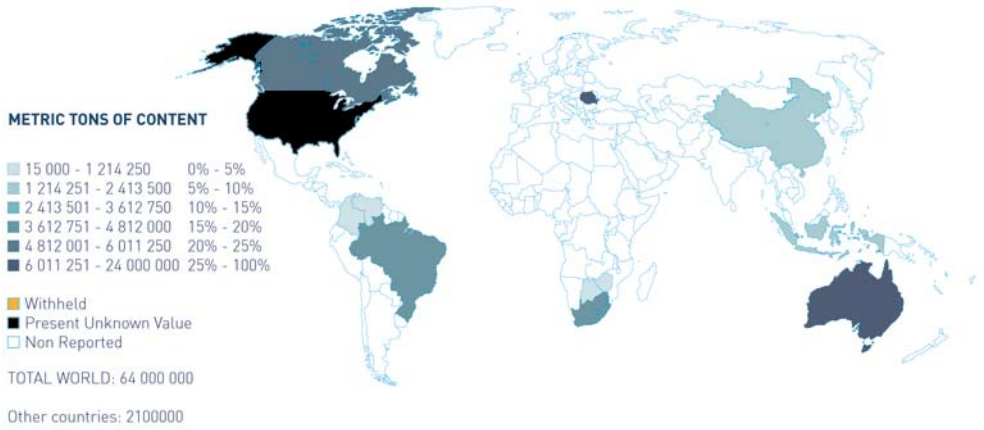 METRIC TONS OF CONTENT
15 000 - 1 214 250 0% - 5%
1 214 251 - 2 413 500 5% - 10%
2 413 501 - 3 612 750 10% - 15%
3 612 751 - 4 812 000 15% - 20%
4 812 001 - 6 011 250 20% - 25%
6 011 251 - 24 000 000 25% - 100%
Withheld
Present Unknown Value
Non Reported
TOTAL WORLD: 64 000 000
Other countries: 2100000